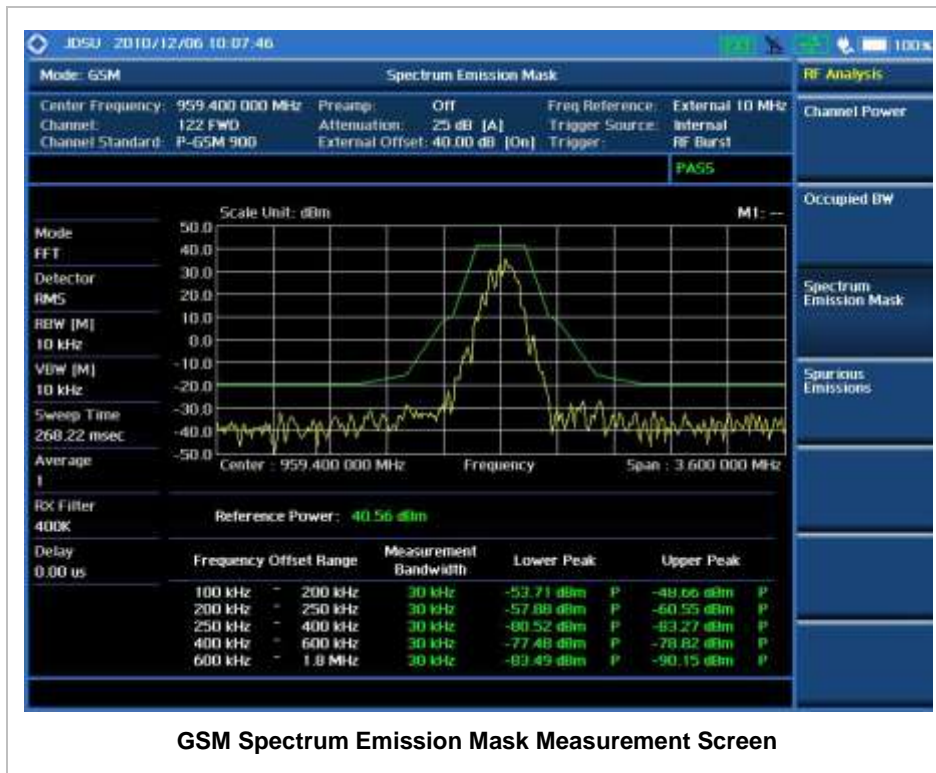 JDSU 2010/12/06 10:07:46
100%
Mode: GSM
Spectrum Emission Mask
RF Analysis
Center Frequency: 959.400 000 MHz Preamp: Off Freq Reference: External 10 MHz
Channel: 122 FWD Attenuation: 25 dB [A] Trigger Source: Internal
Channel Standard: P-GSM 900 External Offset: 40.00 dB [On] Trigger: RF Burst
PASS
Channel Power
Occupied BW
Spectrum
Emission Mask
Spurious
Emissions
Scale Unit: dBm M1: --
Mode
FFT
Detector
RMS
RBW [M]
10 kHz
VBW [M]
10 kHz
Sweep Time
268.22 msec
Average
1
RX Filter
400K
Delay
0.00 us
50.0
40.0
30.0
20.0
10.0
0.0
-10.0
-20.0
-30.0
-40.0
-50.0
Center : 959.400 000 MHz Frequency Span : 3.600 000 MHz
Reference Power: 40.56 dBm
Frequency Offset Range Measurement Bandwidth Lower Peak Upper Peak
100 kHz ~ 200 kHz 30 kHz -53.71 dBm P -48.66 dBm P
200 kHz ~ 250 kHz 30 kHz -57.88 dBm P -60.55 dBm P
250 kHz ~ 400 kHz 30 kHz -80.52 dBm P -83.27 dBm P
400 kHz ~ 600 kHz 30 kHz -77.48 dBm P -78.82 dBm P
600 kHz ~ 1.8 MHz 30 kHz -83.49 dBm P -90.15 dBm P
GSM Spectrum Emission Mask Measurement Screen